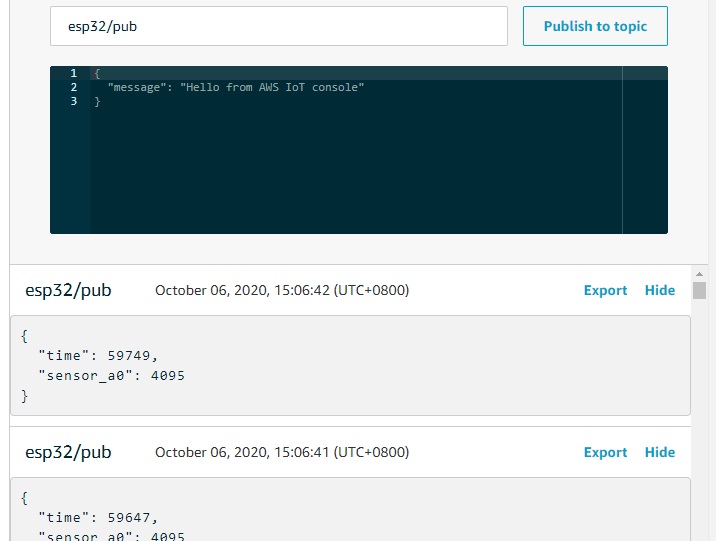 esp32/pub
Publish to topic
1 {
2 "message": "Hello from AWS IoT console"
3 }
esp32/pub October 06, 2020, 15:06:42 (UTC+0800) Export Hide
{
"time": 59749,
"sensor_a0": 4095
}
esp32/pub October 06, 2020, 15:06:41 (UTC+0800) Export Hide
{
"time": 59647,
"sensor_a0": 4095